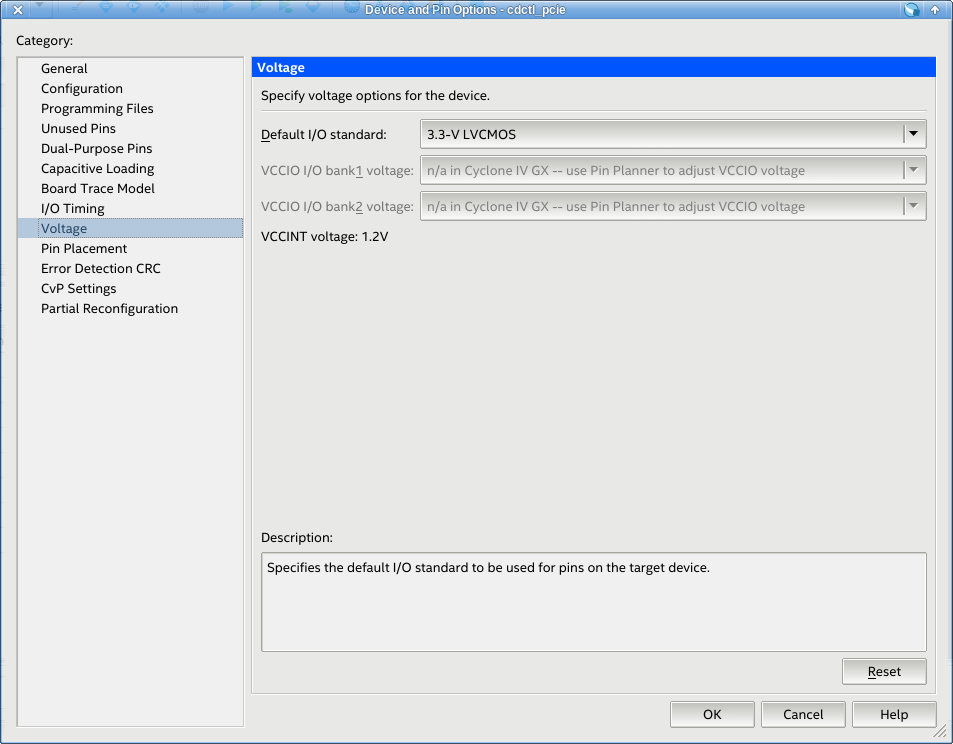 Device and Pin Options - cdctl_pcie
Category:
General
Configuration
Programming Files
Unused Pins
Dual-Purpose Pins
Capacitive Loading
Board Trace Model
I/O Timing
Voltage
Pin Placement
Error Detection CRC
CvP Settings
Partial Reconfiguration
Voltage
Specify voltage options for the device.
Default I/O standard: 3.3-V LVCMOS
VCCIO I/O bank1 voltage: n/a in Cyclone IV GX -- use Pin Planner to adjust VCCIO voltage
VCCIO I/O bank2 voltage: n/a in Cyclone IV GX -- use Pin Planner to adjust VCCIO voltage
VCCINT voltage: 1.2V
Description:
Specifies the default I/O standard to be used for pins on the target device.
Reset
OK Cancel Help